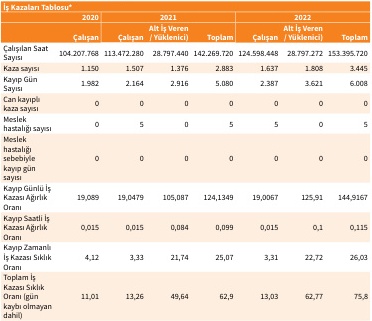 İş Kazaları Tablosu*
2020 2021 2022
Çalışan Çalışan Alt İş Veren / Yüklenici) Toplam Çalışan Alt İş Veren / Yüklenici) Toplam
Çalışılan Saat Sayısı 104.207.768 113.472.280 28.797.440 142.269.720 124.598.448 28.797.272 153.395.720
Kaza sayısı 1.150 1.507 1.376 2.883 1.637 1.808 3.445
Kayıp Gün Sayısı 1.982 2.164 2.916 5.080 2.387 3.621 6.008
Can kayıplı kaza sayısı 0 0 0 0 0 0 0
Meslek hastalığı sayısı 0 5 0 5 5 0 5
Meslek hastalığı sebebiyle kayıp gün sayısı 0 0 0 0 0 0 0
Kayıp Günlü İş Kazası Ağırlık Oranı 19,089 19,0479 105,087 124,1349 19,0067 125,91 144,9167
Kayıp Saatli İş Kazası Ağırlık Oranı 0,015 0,015 0,084 0,099 0,015 0,1 0,115
Kayıp Zamanlı İş Kazası Sıklık Oranı 4,12 3,33 21,74 25,07 3,31 22,72 26,03
Toplam İş Kazası Sıklık Oranı (gün kaybı olmayan dahil) 11,01 13,26 49,64 62,9 13,03 62,77 75,8